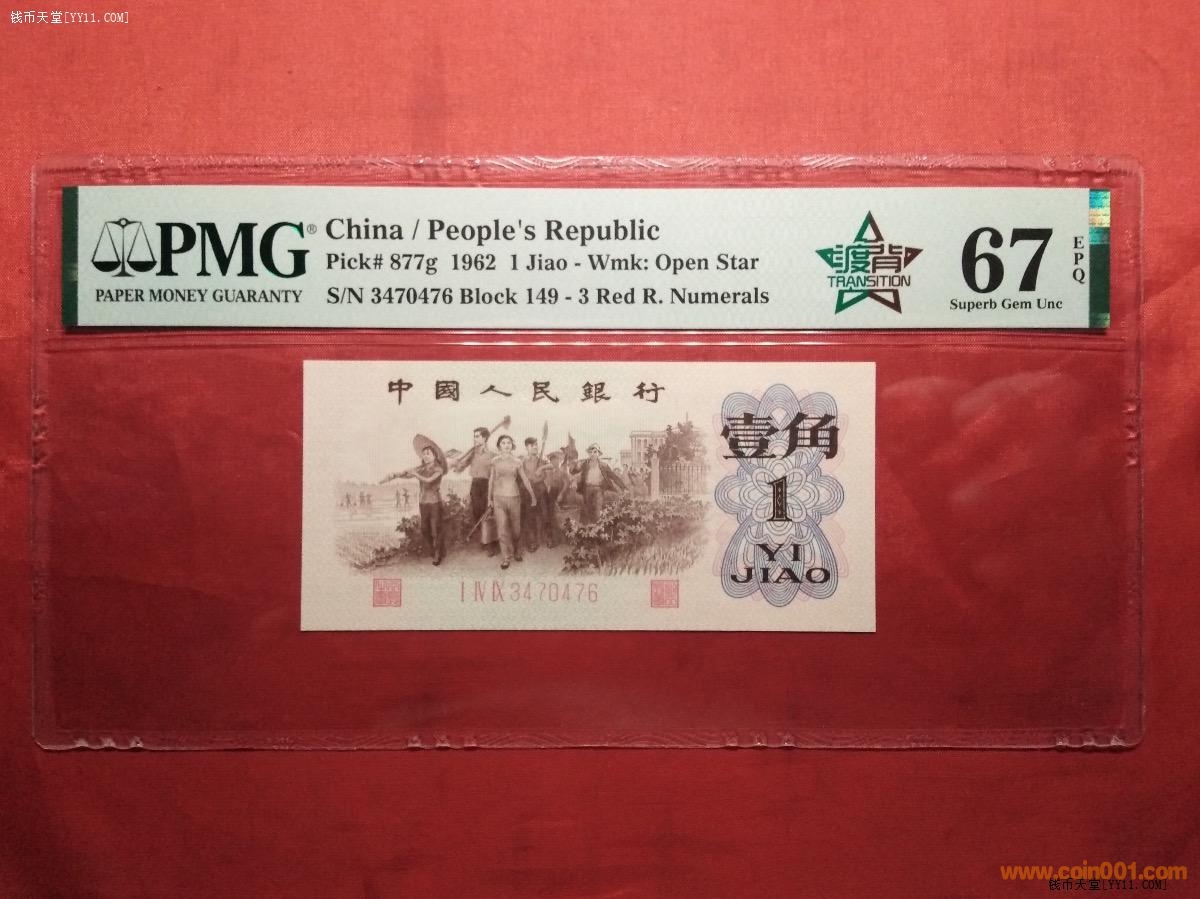 钱币天堂[YY11.COM]
PMG®
PAPER MONEY GUARANTY
China / People's Republic
Pick# 877g 1962 1 Jiao - Wmk: Open Star
S/N 3470476 Block 149 - 3 Red R. Numerals
渡背
TRANSITION
67
EPQ
Superb Gem Unc
中國人民銀行
壹角
1
YI
JIAO
I IV IX 3470476
www.coin001.com
钱币天堂[YY11.COM]